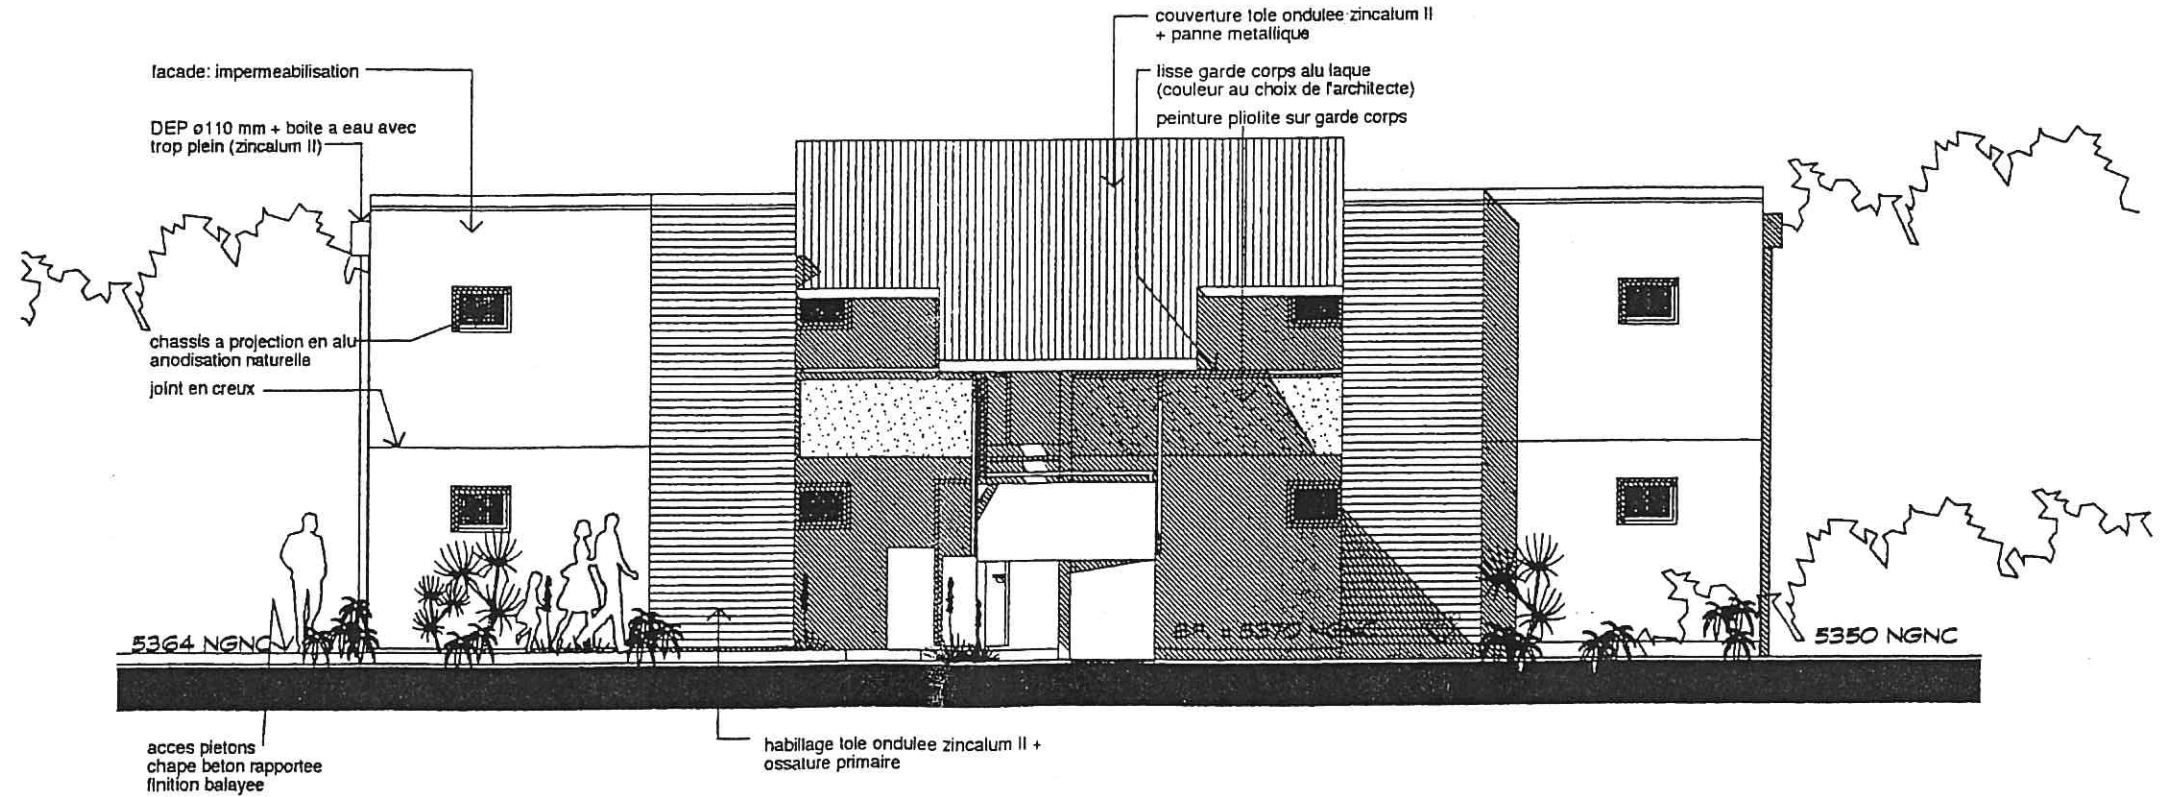 couverture tole ondulee zincalum II
+ panne metallique
facade: impermeabilisation
lisse garde corps alu laque
(couleur au choix de l'architecte)
peinture pliolite sur garde corps
DEP ø110 mm + boite a eau avec
trop plein (zincalum II)
chassis a projection en alu
anodisation naturelle
joint en creux
5364 NGNC
5370 NGNC
5350 NGNC
acces pietons
chape beton rapportee
finition balayee
habillage tole ondulee zincalum II +
ossature primaire